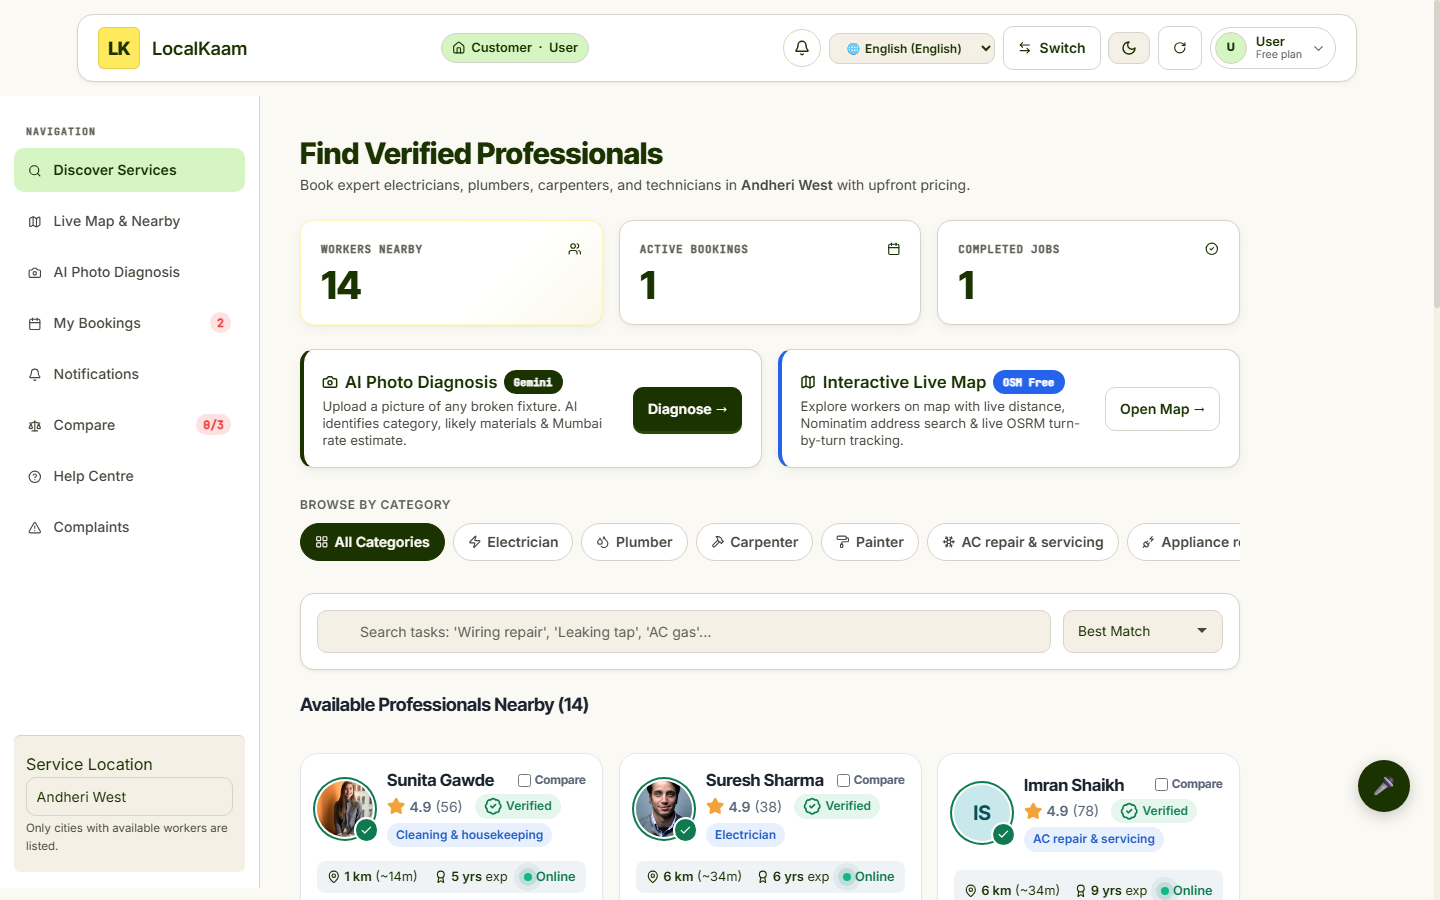 LK
LocalKaam
Customer · User
English (English)
Switch
U
User
Free plan
NAVIGATION
Discover Services
Live Map & Nearby
AI Photo Diagnosis
My Bookings
2
Notifications
Compare
0/3
Help Centre
Complaints
Service Location
Andheri West
Only cities with available workers are
listed.
Find Verified Professionals
Book expert electricians, plumbers, carpenters, and technicians in Andheri West with upfront pricing.
WORKERS NEARBY
14
ACTIVE BOOKINGS
1
COMPLETED JOBS
1
AI Photo Diagnosis
Gemini
Upload a picture of any broken fixture. AI
identifies category, likely materials & Mumbai
rate estimate.
Diagnose →
Interactive Live Map
OSM Free
Explore workers on map with live distance,
Nominatim address search & live OSRM turn-
by-turn tracking.
Open Map →
BROWSE BY CATEGORY
All Categories
Electrician
Plumber
Carpenter
Painter
AC repair & servicing
Appliance
Search tasks: 'Wiring repair', 'Leaking tap', 'AC gas'...
Best Match
Available Professionals Nearby (14)
Sunita Gawde
Compare
4.9 (56)
Verified
Cleaning & housekeeping
1 km (~14m)
5 yrs exp
Online
Suresh Sharma
Compare
4.9 (38)
Verified
Electrician
6 km (~34m)
6 yrs exp
Online
IS
Imran Shaikh
Compare
4.9 (78)
Verified
AC repair & servicing
6 km (~34m)
9 yrs exp
Online